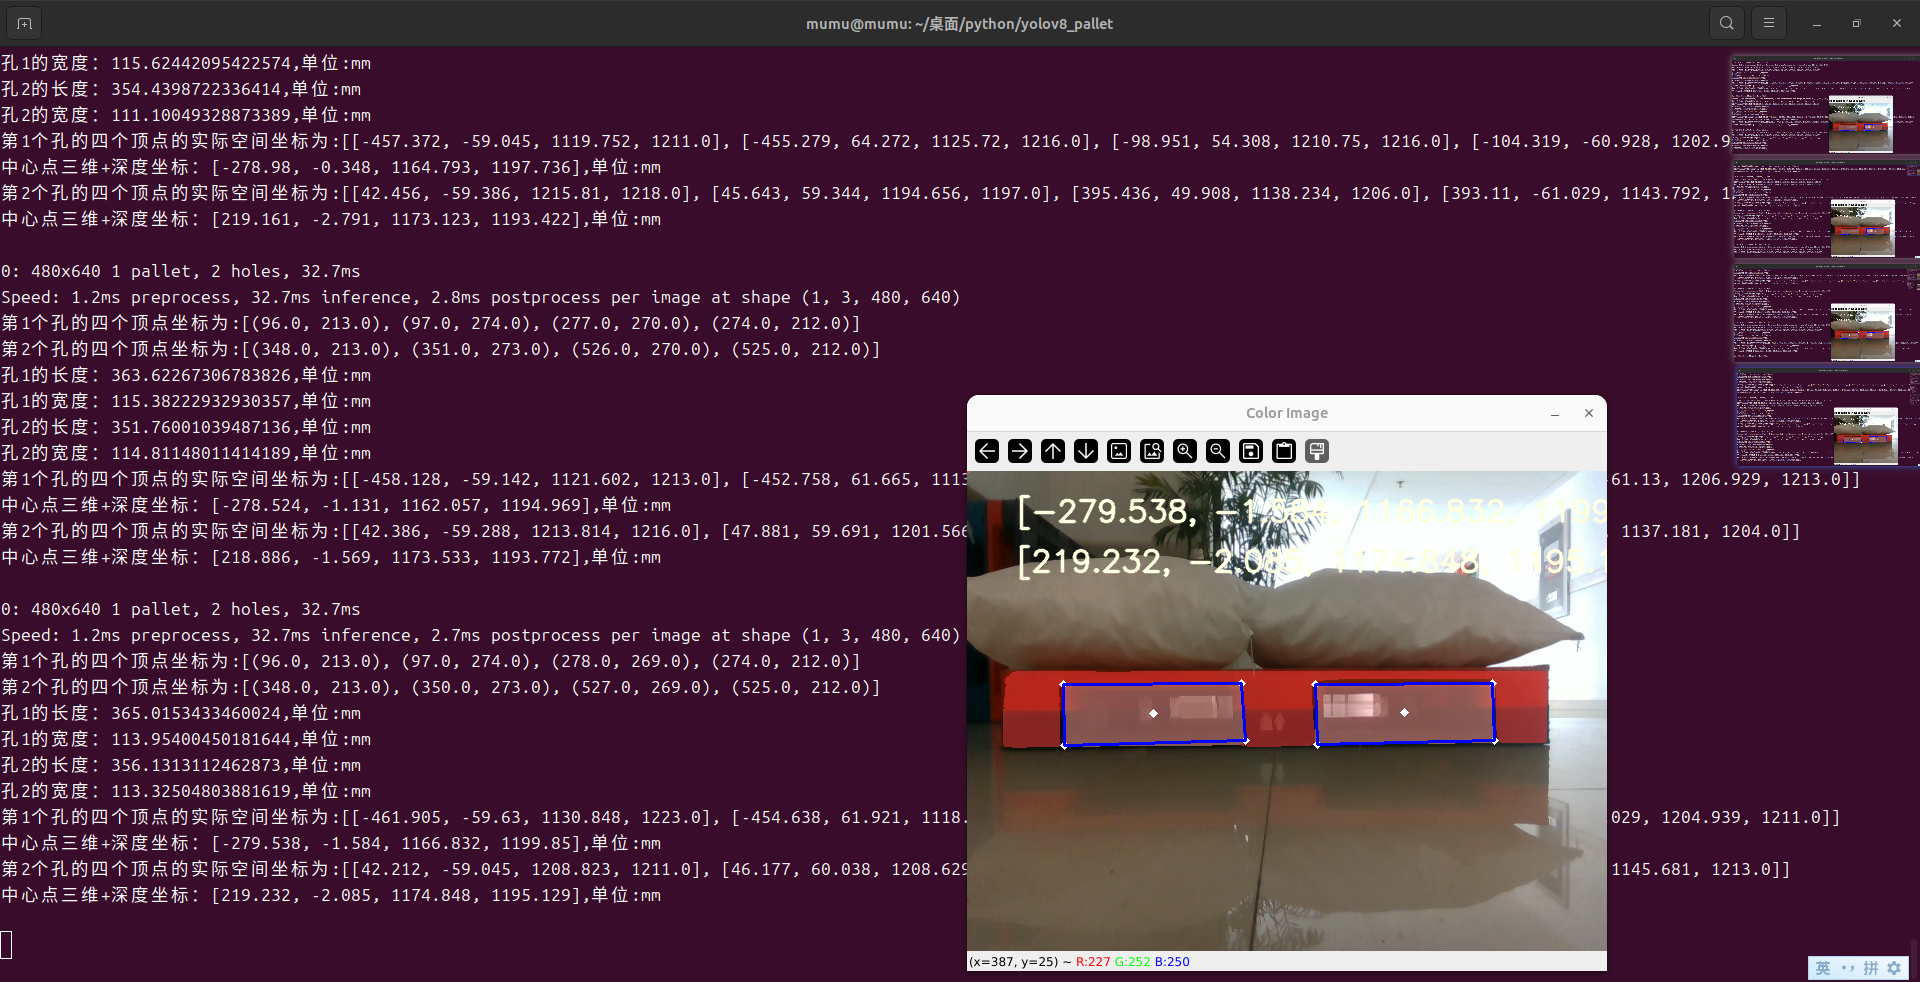 mumu@mumu: ~/桌面/python/yolov8_pallet
孔1的宽度：115.62442095422574,单位:mm
孔2的长度：354.4398722336414,单位:mm
孔2的宽度：111.10049328873389,单位:mm
第1个孔的四个顶点的实际空间坐标为:[[-457.372, -59.045, 1119.752, 1211.0], [-455.279, 64.272, 1125.72, 1216.0], [-98.951, 54.308, 1210.75, 1216.0], [-104.319, -60.928, 1202.9
中心点三维+深度坐标：[-278.98, -0.348, 1164.793, 1197.736],单位:mm
第2个孔的四个顶点的实际空间坐标为:[[42.456, -59.386, 1215.81, 1218.0], [45.643, 59.344, 1194.656, 1197.0], [395.436, 49.908, 1138.234, 1206.0], [393.11, -61.029, 1143.792, 1
中心点三维+深度坐标：[219.161, -2.791, 1173.123, 1193.422],单位:mm
0: 480x640 1 pallet, 2 holes, 32.7ms
Speed: 1.2ms preprocess, 32.7ms inference, 2.8ms postprocess per image at shape (1, 3, 480, 640)
第1个孔的四个顶点坐标为:[(96.0, 213.0), (97.0, 274.0), (277.0, 270.0), (274.0, 212.0)]
第2个孔的四个顶点坐标为:[(348.0, 213.0), (351.0, 273.0), (526.0, 270.0), (525.0, 212.0)]
孔1的长度：363.62267306783826,单位:mm
孔1的宽度：115.38222932930357,单位:mm
孔2的长度：351.76001039487136,单位:mm
孔2的宽度：114.81148011414189,单位:mm
第1个孔的四个顶点的实际空间坐标为:[[-458.128, -59.142, 1121.602, 1213.0], [-452.758, 61.665, 1113 61.13, 1206.929, 1213.0]]
中心点三维+深度坐标：[-278.524, -1.131, 1162.057, 1194.969],单位:mm
第2个孔的四个顶点的实际空间坐标为:[[42.386, -59.288, 1213.814, 1216.0], [47.881, 59.691, 1201.566 1137.181, 1204.0]]
中心点三维+深度坐标：[218.886, -1.569, 1173.533, 1193.772],单位:mm
0: 480x640 1 pallet, 2 holes, 32.7ms
Speed: 1.2ms preprocess, 32.7ms inference, 2.7ms postprocess per image at shape (1, 3, 480, 640)
第1个孔的四个顶点坐标为:[(96.0, 213.0), (97.0, 274.0), (278.0, 269.0), (274.0, 212.0)]
第2个孔的四个顶点坐标为:[(348.0, 213.0), (350.0, 273.0), (527.0, 269.0), (525.0, 212.0)]
孔1的长度：365.0153433460024,单位:mm
孔1的宽度：113.95400450181644,单位:mm
孔2的长度：356.1313112462873,单位:mm
孔2的宽度：113.32504803881619,单位:mm
第1个孔的四个顶点的实际空间坐标为:[[-461.905, -59.63, 1130.848, 1223.0], [-454.638, 61.921, 1118. 029, 1204.939, 1211.0]]
中心点三维+深度坐标：[-279.538, -1.584, 1166.832, 1199.85],单位:mm
第2个孔的四个顶点的实际空间坐标为:[[42.212, -59.045, 1208.823, 1211.0], [46.177, 60.038, 1208.629 1145.681, 1213.0]]
中心点三维+深度坐标：[219.232, -2.085, 1174.848, 1195.129],单位:mm
Color Image
[-279.538, -1.584, 1166.832, 1199
[219.232, -2.085, 1174.848, 1195.1
(x=387, y=25) ~ R:227 G:252 B:250
英 拼